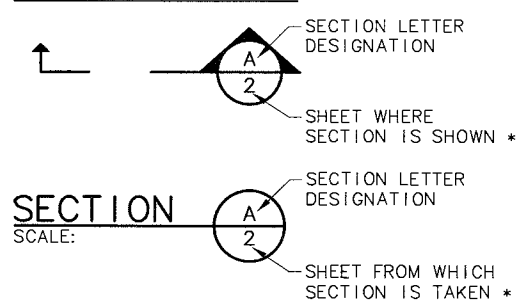 SECTION LETTER
DESIGNATION
A
2
SHEET WHERE
SECTION IS SHOWN *
SECTION LETTER
DESIGNATION
SECTION
A
SCALE:
2
SHEET FROM WHICH
SECTION IS TAKEN *